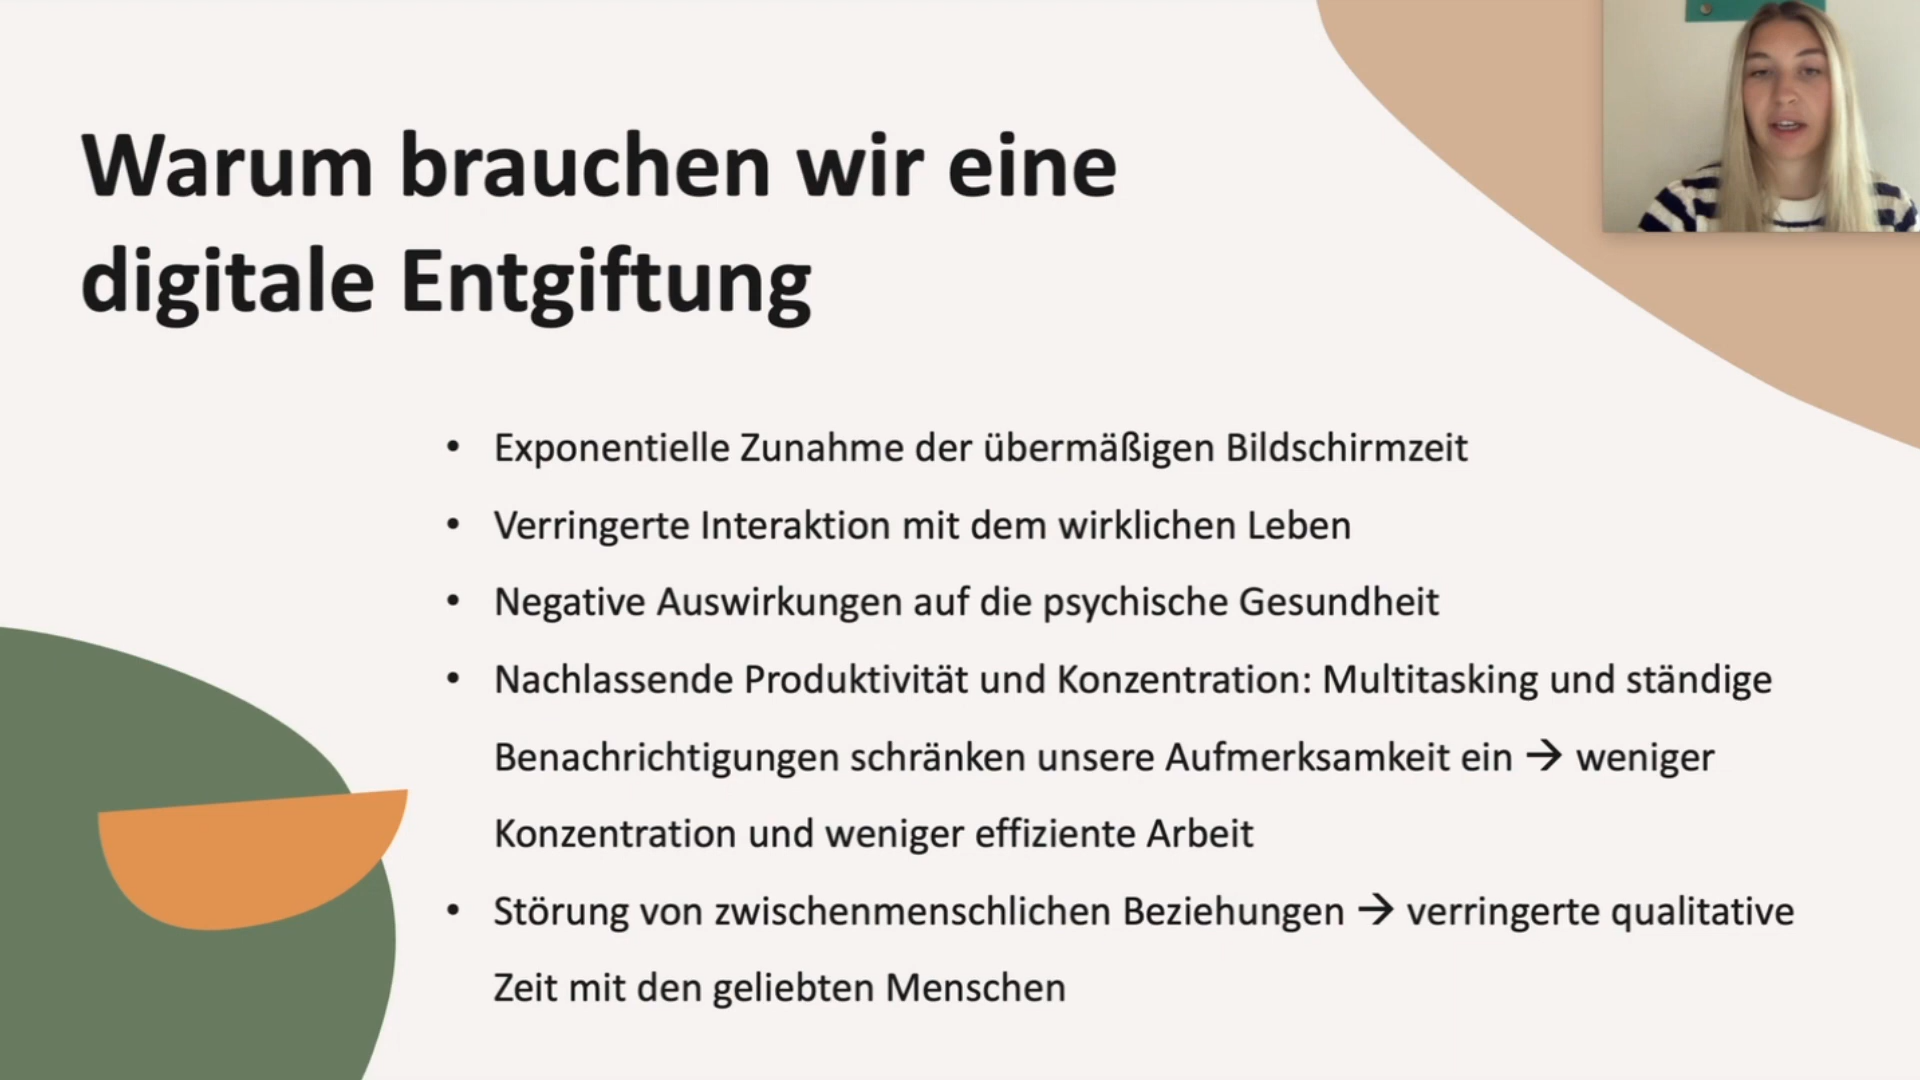 Warum brauchen wir eine
digitale Entgiftung
• Exponentielle Zunahme der übermäßigen Bildschirmzeit
• Verringerte Interaktion mit dem wirklichen Leben
• Negative Auswirkungen auf die psychische Gesundheit
• Nachlassende Produktivität und Konzentration: Multitasking und ständige
Benachrichtigungen schränken unsere Aufmerksamkeit ein → weniger
Konzentration und weniger effiziente Arbeit
• Störung von zwischenmenschlichen Beziehungen → verringerte qualitative
Zeit mit den geliebten Menschen